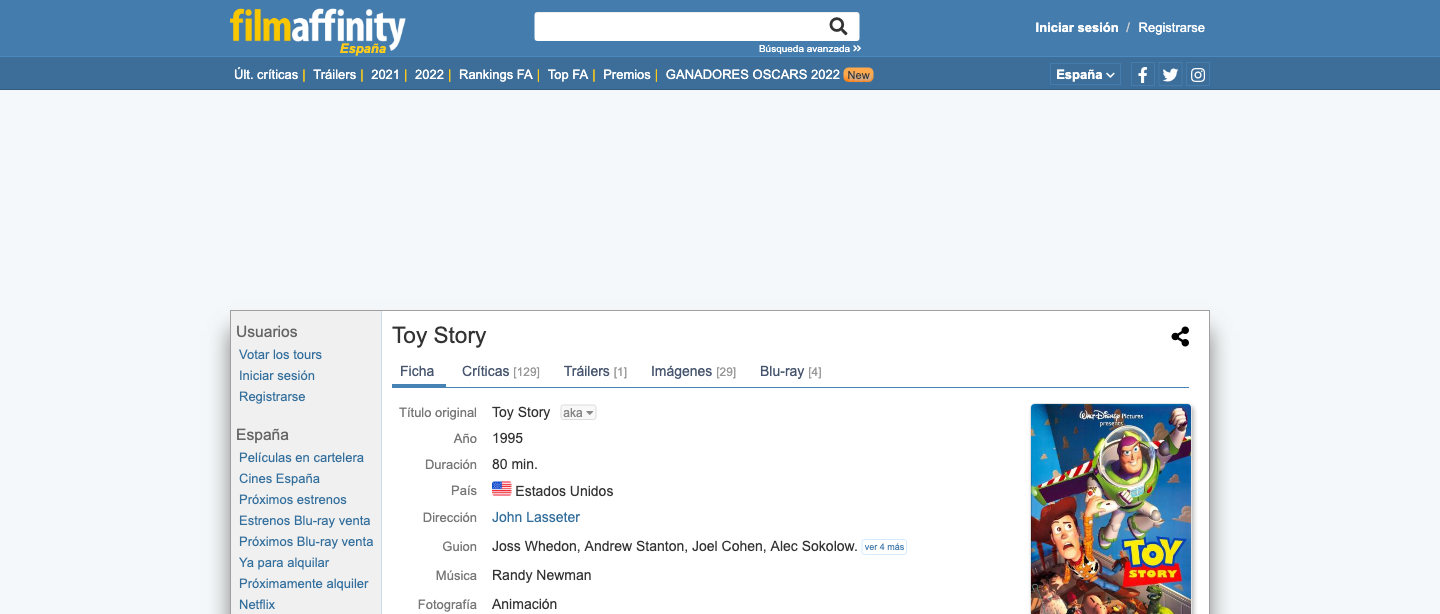 filmaffinity
España
Búsqueda avanzada »
Iniciar sesión / Registrarse
Últ. críticas | Tráilers | 2021 | 2022 | Rankings FA | Top FA | Premios | GANADORES OSCARS 2022 New
España
Usuarios
Votar los tours
Iniciar sesión
Registrarse
España
Películas en cartelera
Cines España
Próximos estrenos
Estrenos Blu-ray venta
Próximos Blu-ray venta
Ya para alquilar
Próximamente alquiler
Netflix
Toy Story
Ficha Críticas [129] Tráilers [1] Imágenes [29] Blu-ray [4]
Título original Toy Story aka
Año 1995
Duración 80 min.
País Estados Unidos
Dirección John Lasseter
Guion Joss Whedon, Andrew Stanton, Joel Cohen, Alec Sokolow. ver 4 más
Música Randy Newman
Fotografía Animación
Walt Disney Pictures
presents
TOY
STORY